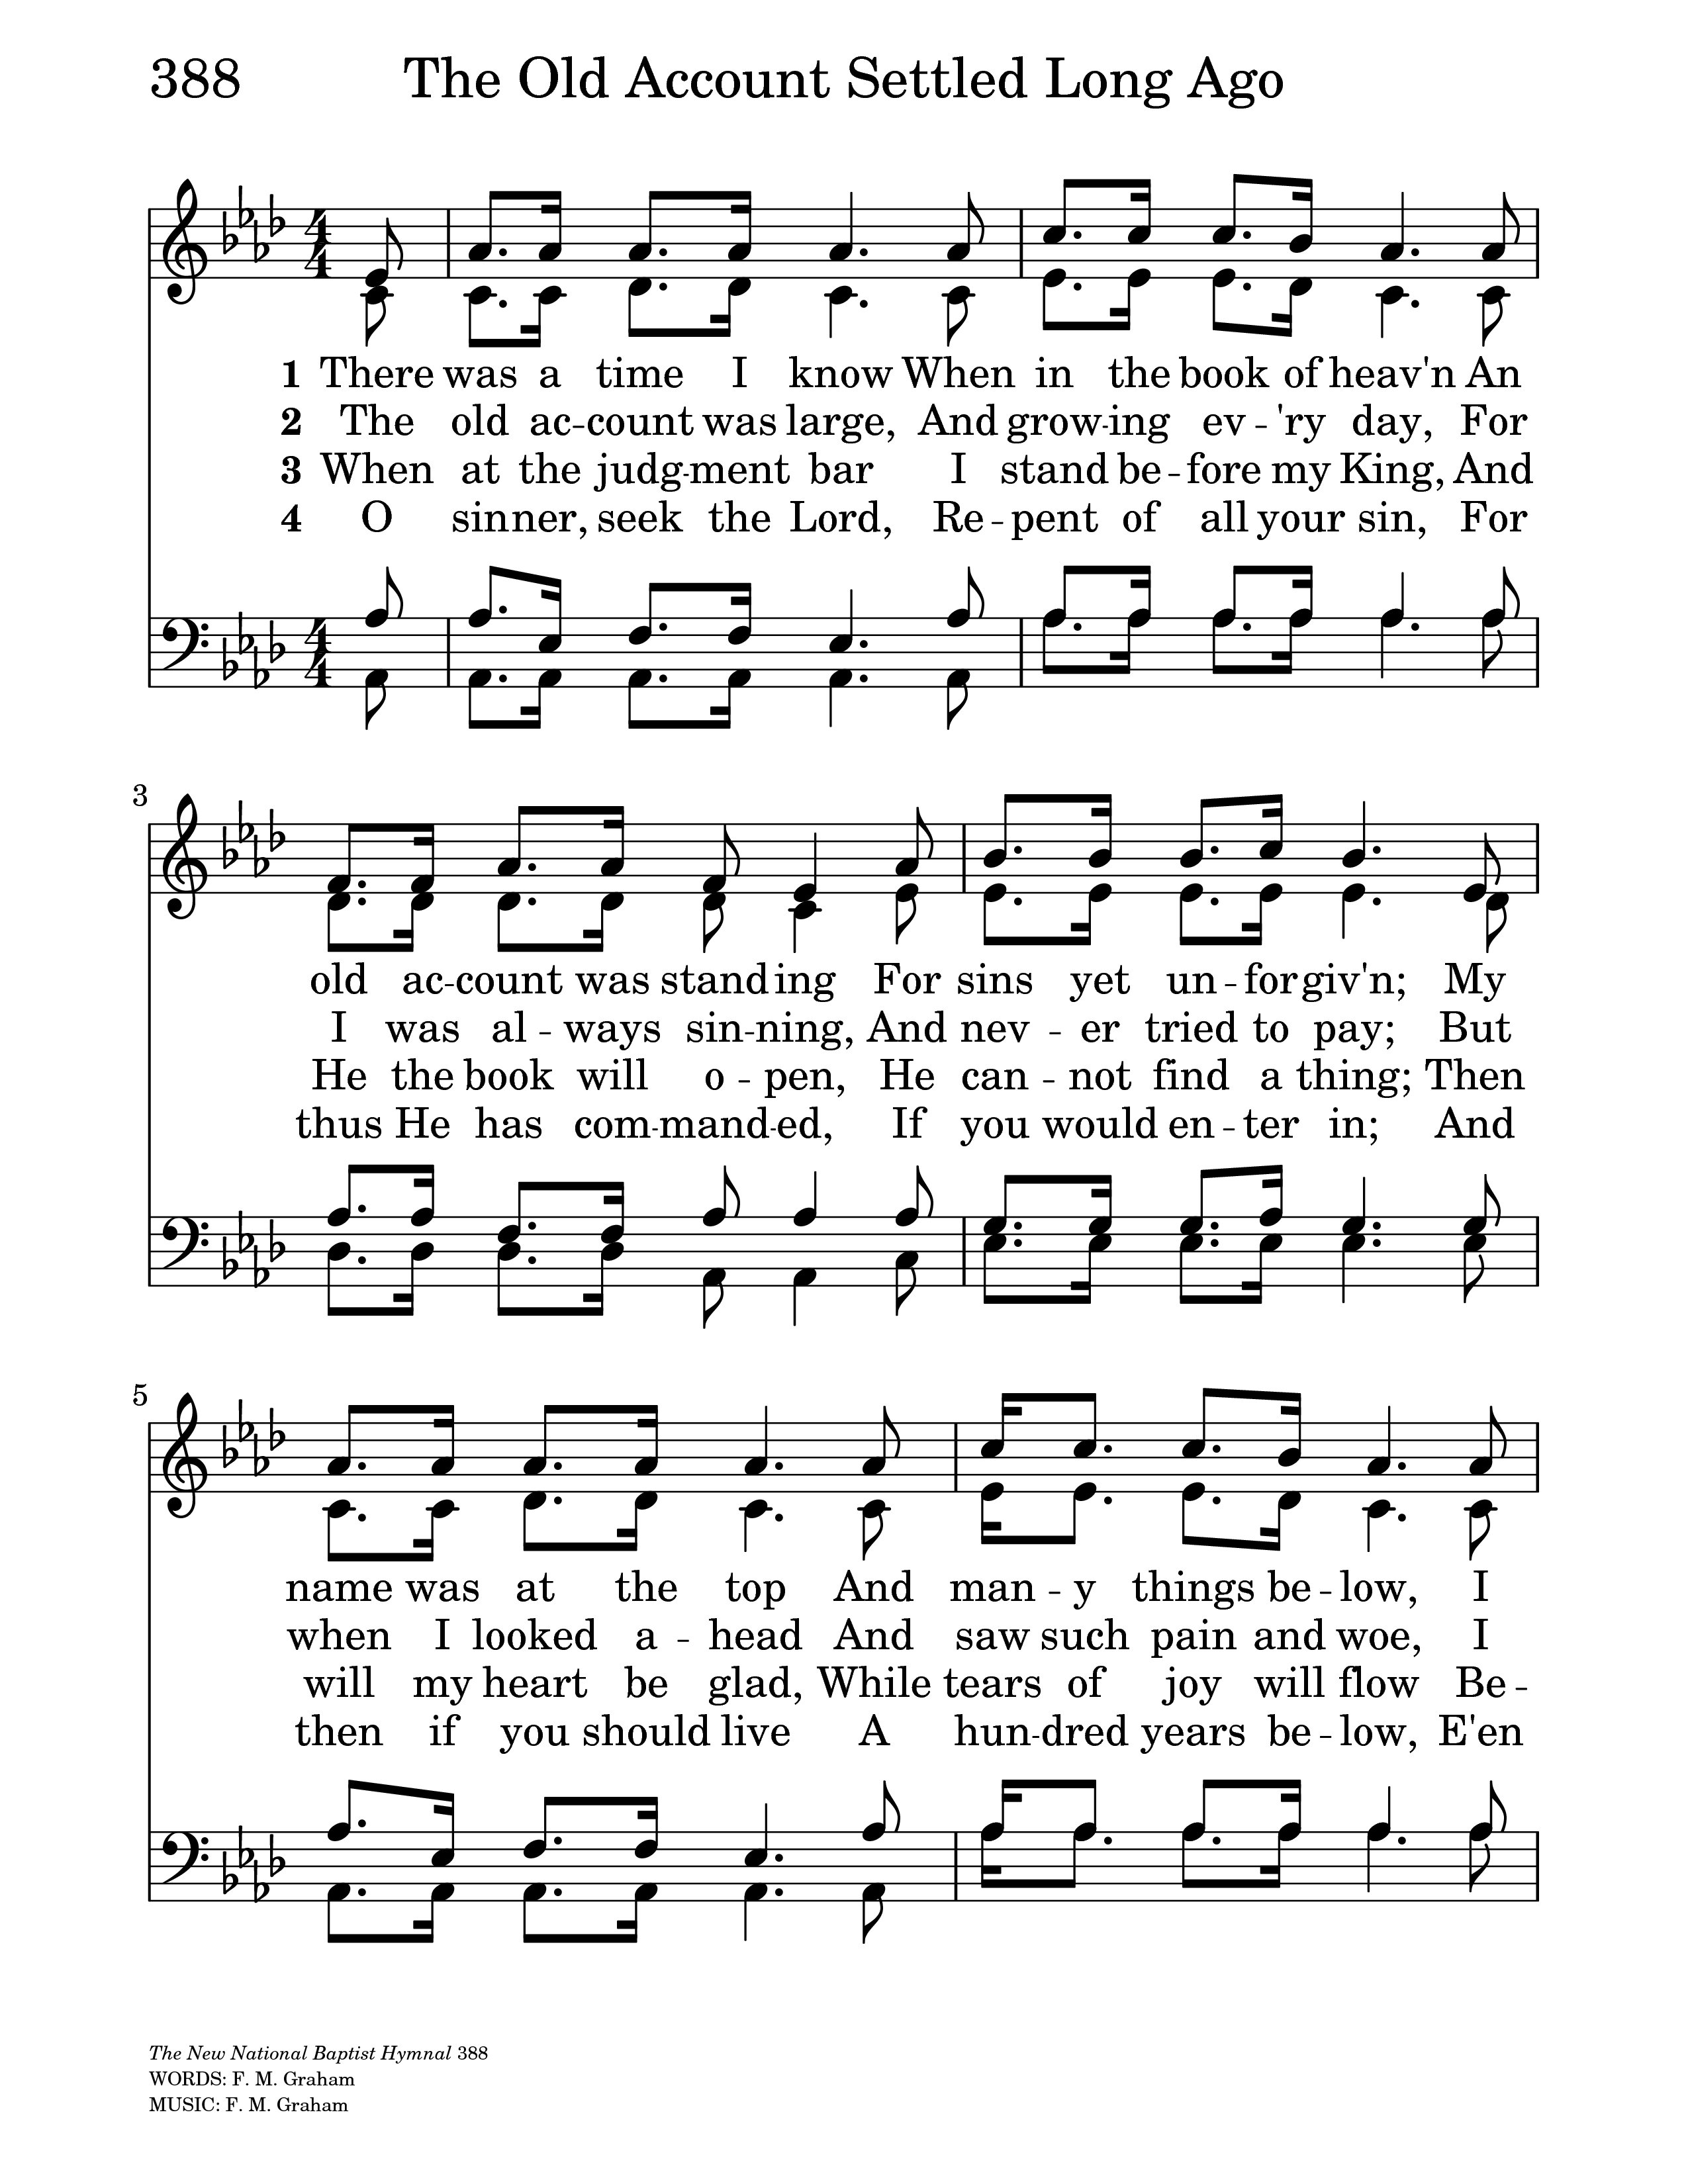 388 The Old Account Settled Long Ago
4
4
1 There was a time I know When in the book of heav'n An
2 The old ac -- count was large, And grow - ing ev - 'ry day, For
3 When at the judg - ment bar I stand be - fore my King, And
4 O sinner, seek the Lord, Re - pent of all your sin, For
4
4
3
old ac - count was standing For sins yet un - forgiv'n; My
I was al - ways sin - ning, And nev - er tried to pay; But
He the book will o - pen, He can - not find a thing; Then
thus He has com - mand - ed, If you would en - ter in; And
5
name was at the top And man - y things be - low, I
when I looked a - head And saw such pain and woe, I
will my heart be glad, While tears of joy will flow Be -
then if you should live A hun - dred years be - low, E'en
The New National Baptist Hymnal 388
WORDS: F. M. Graham
MUSIC: F. M. Graham